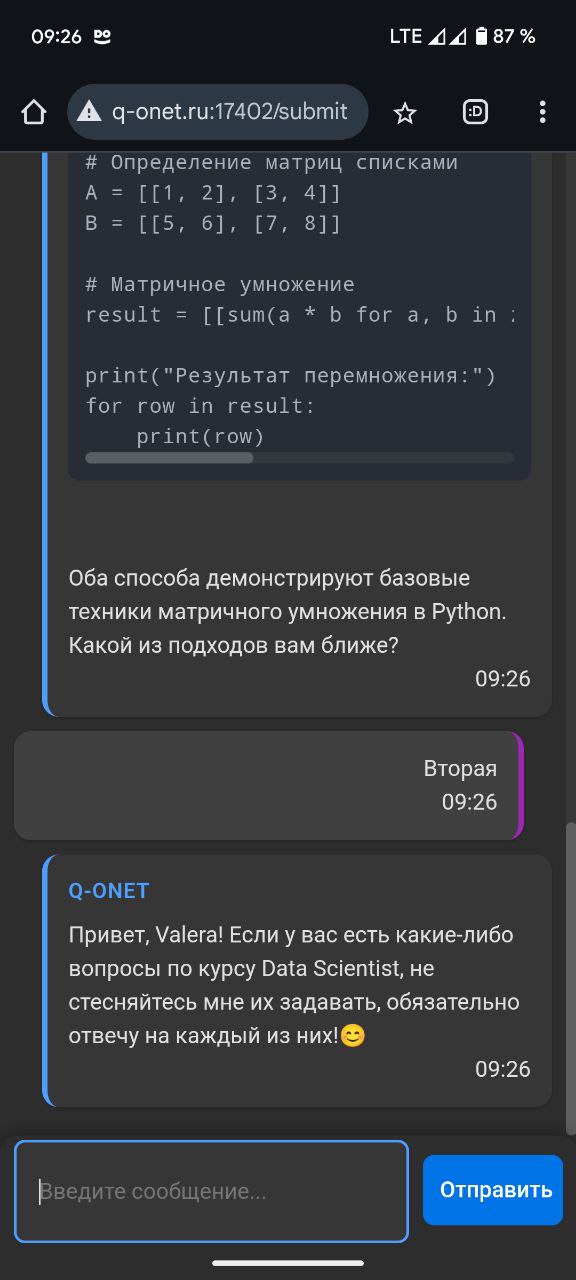 09:26 DO LTE 87 %
q-onet.ru:17402/submit :D
# Определение матриц списками
A = [[1, 2], [3, 4]]
B = [[5, 6], [7, 8]]
# Матричное умножение
result = [[sum(a * b for a, b in
print("Результат перемножения:")
for row in result:
print(row)
Оба способа демонстрируют базовые
техники матричного умножения в Python.
Какой из подходов вам ближе?
09:26
Вторая
09:26
Q-ONET
Привет, Valera! Если у вас есть какие-либо
вопросы по курсу Data Scientist, не
стесняйтесь мне их задавать, обязательно
отвечу на каждый из них!😊
09:26
Введите сообщение...
Отправить